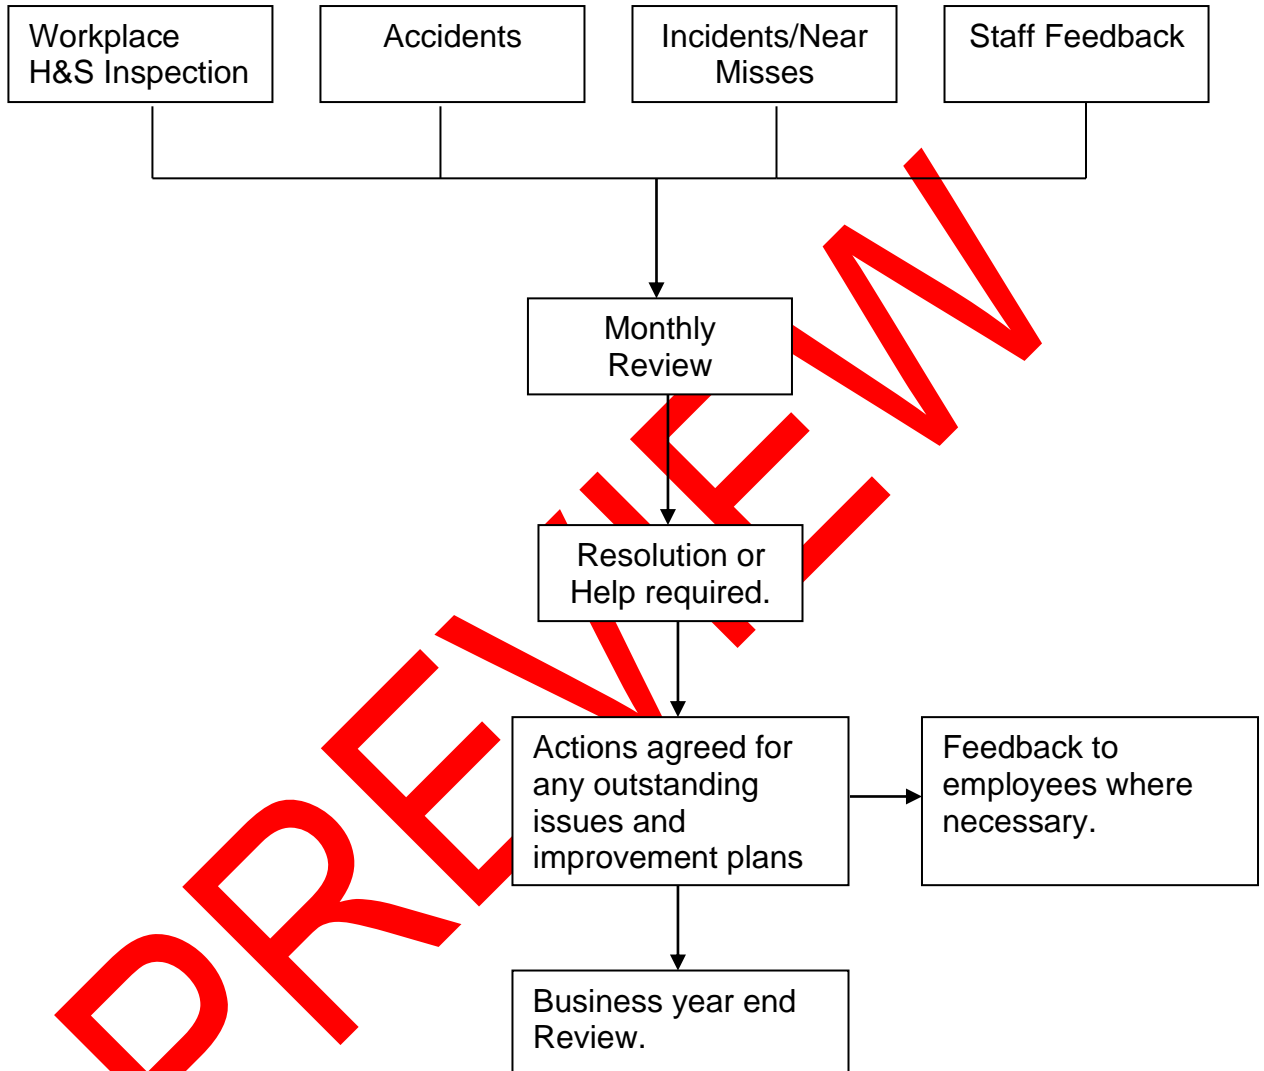 Workplace
H&S Inspection
Accidents
Incidents/Near
Misses
Staff Feedback
Monthly
Review
Resolution or
Help required.
Actions agreed for
any outstanding
issues and
improvement plans
Feedback to
employees where
necessary.
Business year end
Review.
PREVIEW